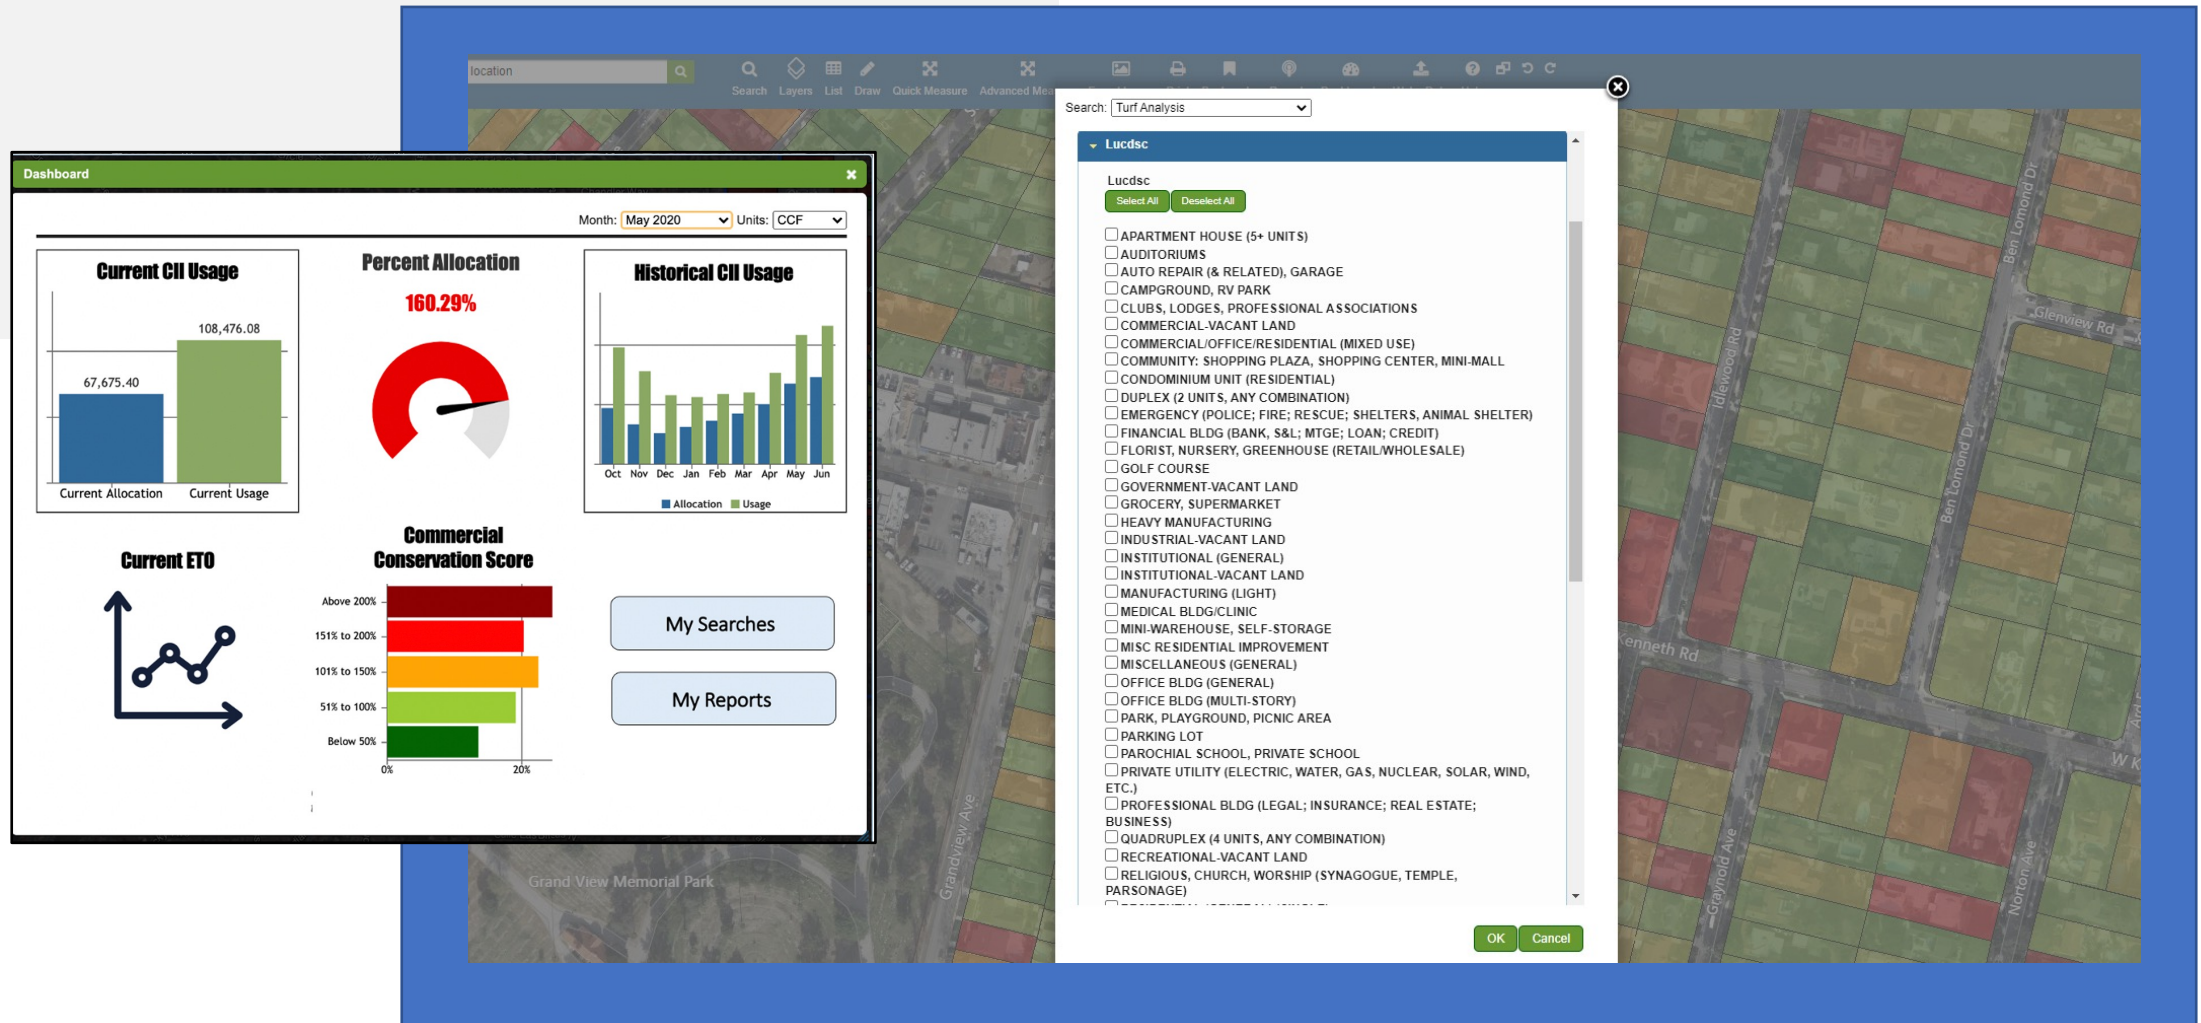 location
Search
Layers
List
Draw
Quick Measure
Advanced Mea
Search: Turf Analysis
Lucdsc
Lucdsc
Select All
Deselect All
APARTMENT HOUSE (5+ UNITS)
AUDITORIUMS
AUTO REPAIR (& RELATED), GARAGE
CAMPGROUND, RV PARK
CLUBS, LODGES, PROFESSIONAL ASSOCIATIONS
COMMERCIAL-VACANT LAND
COMMERCIAL/OFFICE/RESIDENTIAL (MIXED USE)
COMMUNITY: SHOPPING PLAZA, SHOPPING CENTER, MINI-MALL
CONDOMINIUM UNIT (RESIDENTIAL)
DUPLEX (2 UNITS, ANY COMBINATION)
EMERGENCY (POLICE; FIRE; RESCUE; SHELTERS, ANIMAL SHELTER)
FINANCIAL BLDG (BANK, S&L; MTGE; LOAN; CREDIT)
FLORIST, NURSERY, GREENHOUSE (RETAIL/WHOLESALE)
GOLF COURSE
GOVERNMENT-VACANT LAND
GROCERY, SUPERMARKET
HEAVY MANUFACTURING
INDUSTRIAL-VACANT LAND
INSTITUTIONAL (GENERAL)
INSTITUTIONAL-VACANT LAND
MANUFACTURING (LIGHT)
MEDICAL BLDG/CLINIC
MINI-WAREHOUSE, SELF-STORAGE
MISC RESIDENTIAL IMPROVEMENT
MISCELLANEOUS (GENERAL)
OFFICE BLDG (GENERAL)
OFFICE BLDG (MULTI-STORY)
PARK, PLAYGROUND, PICNIC AREA
PARKING LOT
PAROCHIAL SCHOOL, PRIVATE SCHOOL
PRIVATE UTILITY (ELECTRIC, WATER, GAS, NUCLEAR, SOLAR, WIND,
ETC.)
PROFESSIONAL BLDG (LEGAL; INSURANCE; REAL ESTATE;
BUSINESS)
QUADRUPLEX (4 UNITS, ANY COMBINATION)
RECREATIONAL-VACANT LAND
RELIGIOUS, CHURCH, WORSHIP (SYNAGOGUE, TEMPLE,
PARSONAGE)
OK
Cancel
Dashboard
Month: May 2020 Units: CCF
Current CII Usage
108,476.08
67,675.40
Current Allocation
Current Usage
Percent Allocation
160.29%
Historical CII Usage
Oct Nov Dec Jan Feb Mar Apr May Jun
Allocation Usage
Current ETO
Commercial
Conservation Score
Above 200%
151% to 200%
101% to 150%
51% to 100%
Below 50%
0% 20%
My Searches
My Reports
Grand View Memorial Park
Grandview Ave
Idlewood Rd
Ben Lomond Dr
Ben Lomond Dr
Glenview Rd
Kenneth Rd
W K
Graynold Ave
Norton Ave